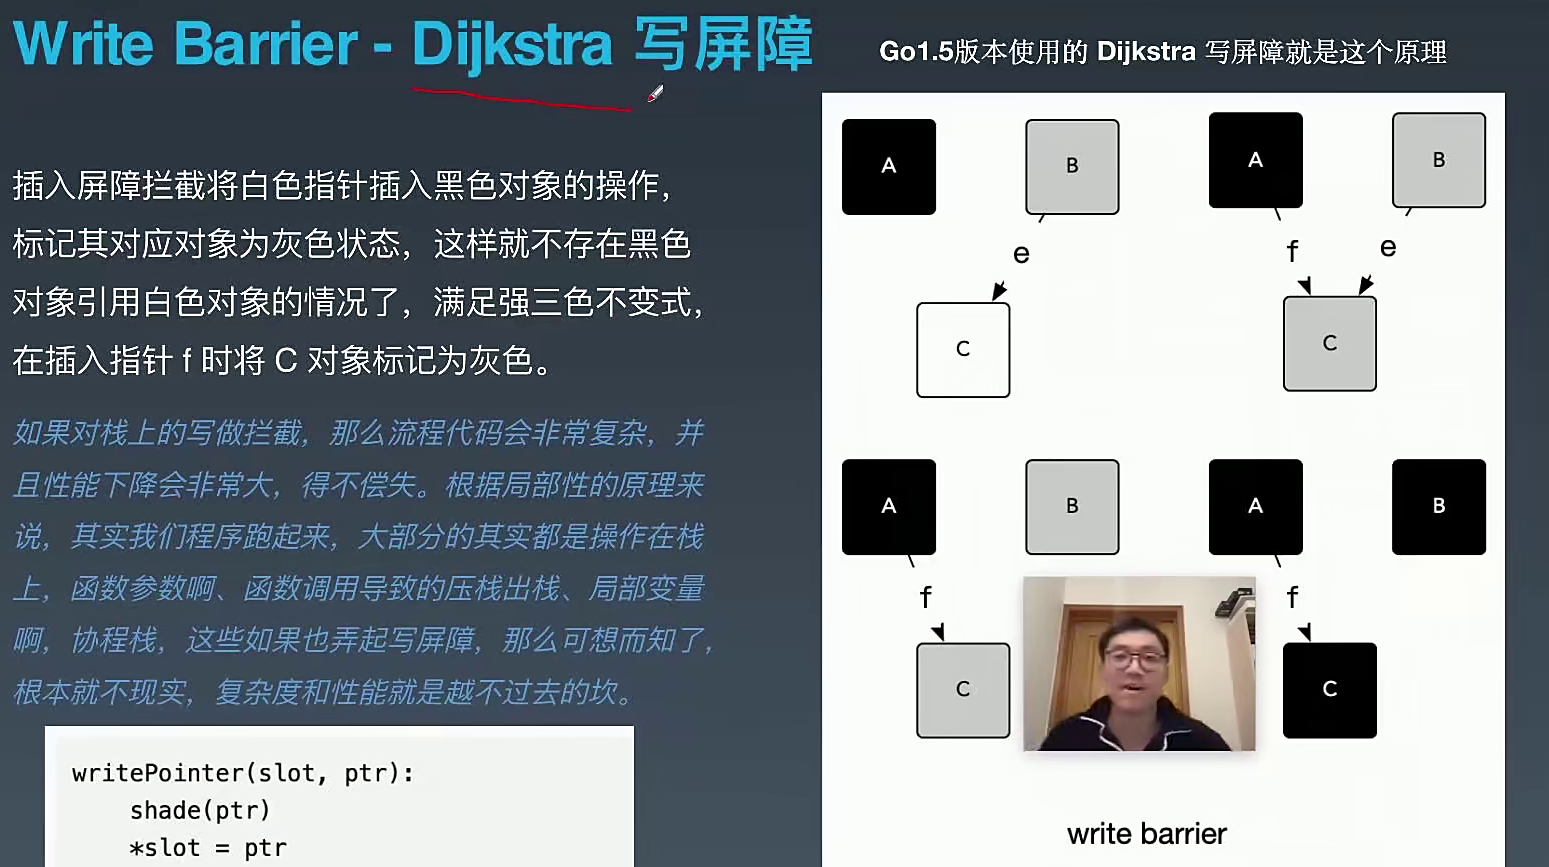 Write Barrier - Dijkstra 写屏障
Go1.5版本使用的 Dijkstra 写屏障就是这个原理
插入屏障拦截将白色指针插入黑色对象的操作，
标记其对应对象为灰色状态，这样就不存在黑色
对象引用白色对象的情况了，满足强三色不变式，
在插入指针 f 时将 C 对象标记为灰色。
如果对栈上的写做拦截，那么流程代码会非常复杂，并
且性能下降会非常大，得不偿失。根据局部性的原理来
说，其实我们程序跑起来，大部分的其实都是操作在栈
上，函数参数啊、函数调用导致的压栈出栈、局部变量
啊，协程栈，这些如果也弄起写屏障，那么可想而知了，
根本就不现实，复杂度和性能就是越不过去的坎。
writePointer(slot, ptr):
shade(ptr)
*slot = ptr
A
B
A
B
e
f
e
C
C
A
B
A
B
f
f
C
C
write barrier